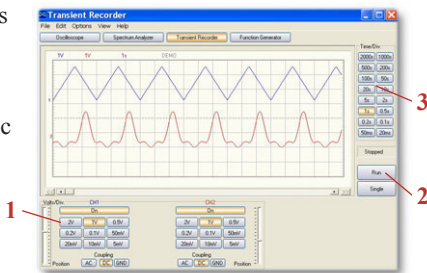 s
c
Transient Recorder
File Edit Options View Help
Oscilloscope Spectrum Analyser Transient Recorder Function Generator
1V 1V 1s DEMO
Time/Div.
2000s 1000s
500s 200s
100s 50s
20s 10s
5s 2s
1s 0.5s
0.2s 0.1s
50ms 20ms
3
1
2
Stopped
Run
2
Single
Volts/Div. CH1 CH2
On On
1
2V 1V 0.5V 2V 1V 0.5V
0.2V 0.1V 50mV 0.2V 0.1V 50mV
20mV 10mV 5mV 20mV 10mV 5mV
Coupling Coupling
Position AC DC GND Position AC DC GND